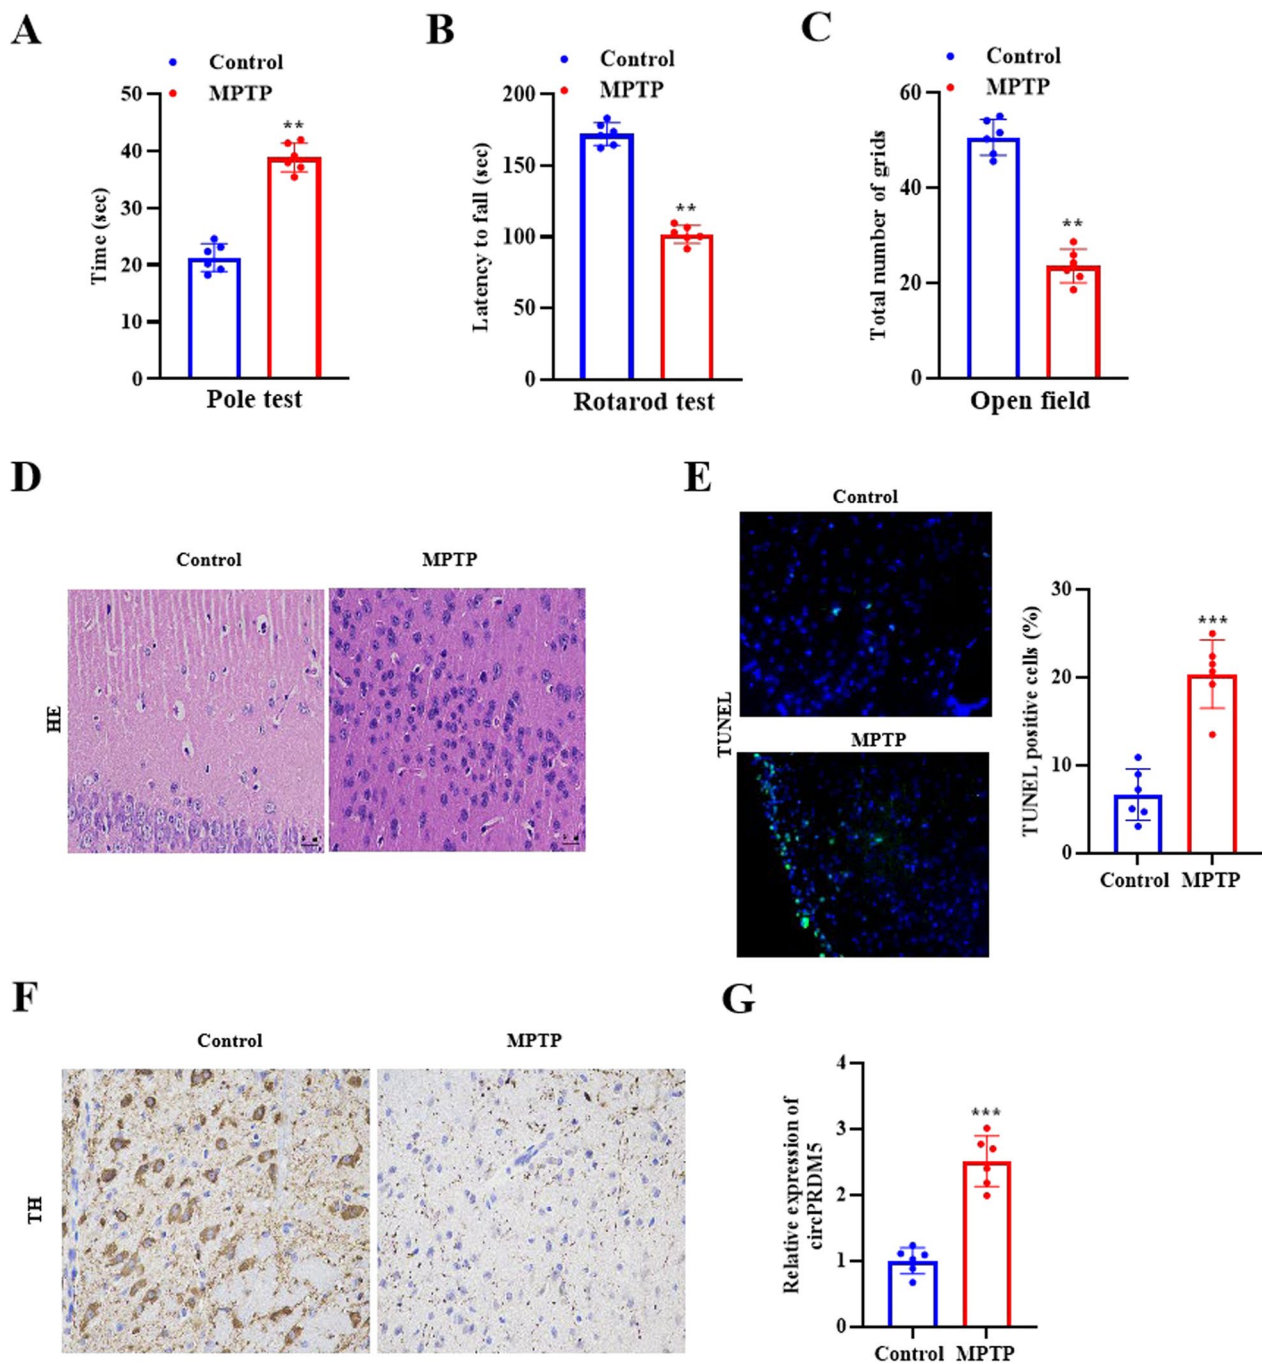 A
Control
MPTP
50
40
30
20
10
0
Time (sec)
**
Pole test
B
Control
MPTP
200
150
100
50
0
Latency to fall (sec)
**
Rotarod test
C
Control
MPTP
60
40
20
0
Total number of grids
**
Open field
D
Control
MPTP
HE
E
Control
MPTP
TUNEL
30
20
10
0
TUNEL positive cells (%)
***
Control MPTP
F
Control
MPTP
TH
G
4
3
2
1
0
Relative expression of
circPRDM5
***
Control MPTP